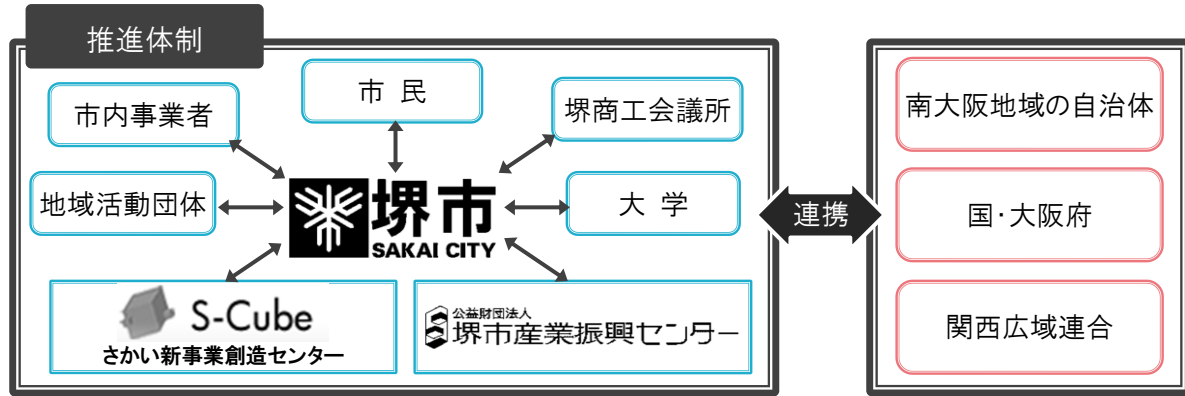 推進体制
市内事業者
市 民
堺商工会議所
地域活動団体
堺市
SAKAI CITY
大 学
S-Cube
さかい新事業創造センター
公益財団法人
堺市産業振興センター
連携
南大阪地域の自治体
国・大阪府
関西広域連合